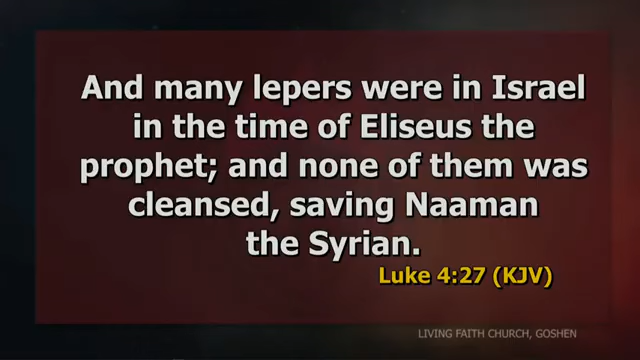 And many lepers were in Israel
in the time of Eliseus the
prophet; and none of them was
cleansed, saving Naaman
the Syrian.
Luke 4:27 (KJV)
LIVING FAITH CHURCH, GOSHEN